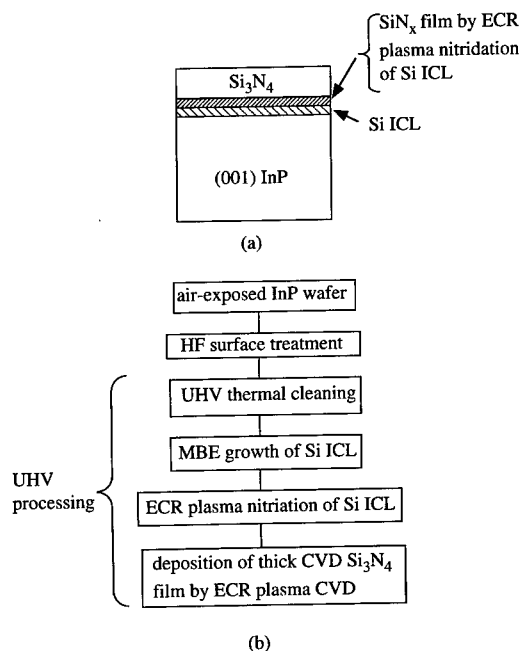 SiNx film by ECR
plasma nitridation
of Si ICL
Si3N4
Si ICL
(001) InP
(a)
air-exposed InP wafer
HF surface treatment
UHV thermal cleaning
MBE growth of Si ICL
UHV
processing
ECR plasma nitriation of Si ICL
deposition of thick CVD Si3N4
film by ECR plasma CVD
(b)